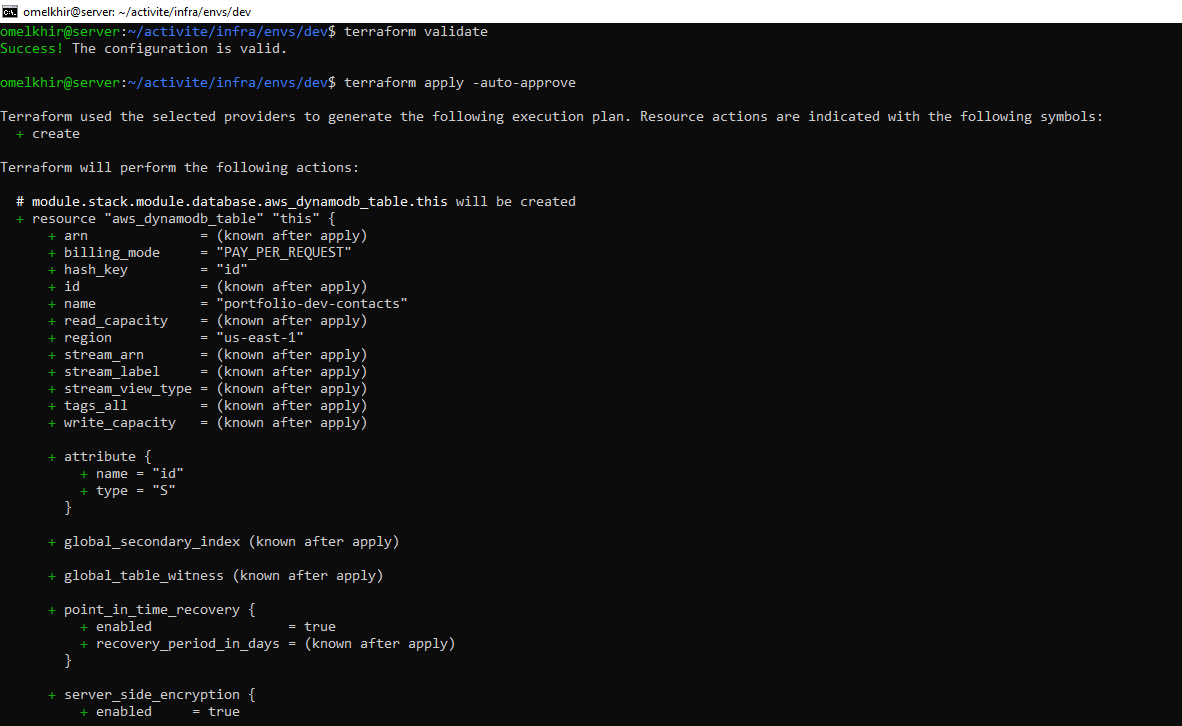 omelkhir@server: ~/activite/infra/envs/dev
omelkhir@server:~/activite/infra/envs/dev$ terraform validate
Success! The configuration is valid.
omelkhir@server:~/activite/infra/envs/dev$ terraform apply -auto-approve
Terraform used the selected providers to generate the following execution plan. Resource actions are indicated with the following symbols:
  + create
Terraform will perform the following actions:
  # module.stack.module.database.aws_dynamodb_table.this will be created
  + resource "aws_dynamodb_table" "this" {
      + arn              = (known after apply)
      + billing_mode     = "PAY_PER_REQUEST"
      + hash_key         = "id"
      + id               = (known after apply)
      + name             = "portfolio-dev-contacts"
      + read_capacity    = (known after apply)
      + region           = "us-east-1"
      + stream_arn       = (known after apply)
      + stream_label     = (known after apply)
      + stream_view_type = (known after apply)
      + tags_all         = (known after apply)
      + write_capacity   = (known after apply)
      + attribute {
          + name = "id"
          + type = "S"
        }
      + global_secondary_index (known after apply)
      + global_table_witness (known after apply)
      + point_in_time_recovery {
          + enabled                 = true
          + recovery_period_in_days = (known after apply)
        }
      + server_side_encryption {
          + enabled     = true